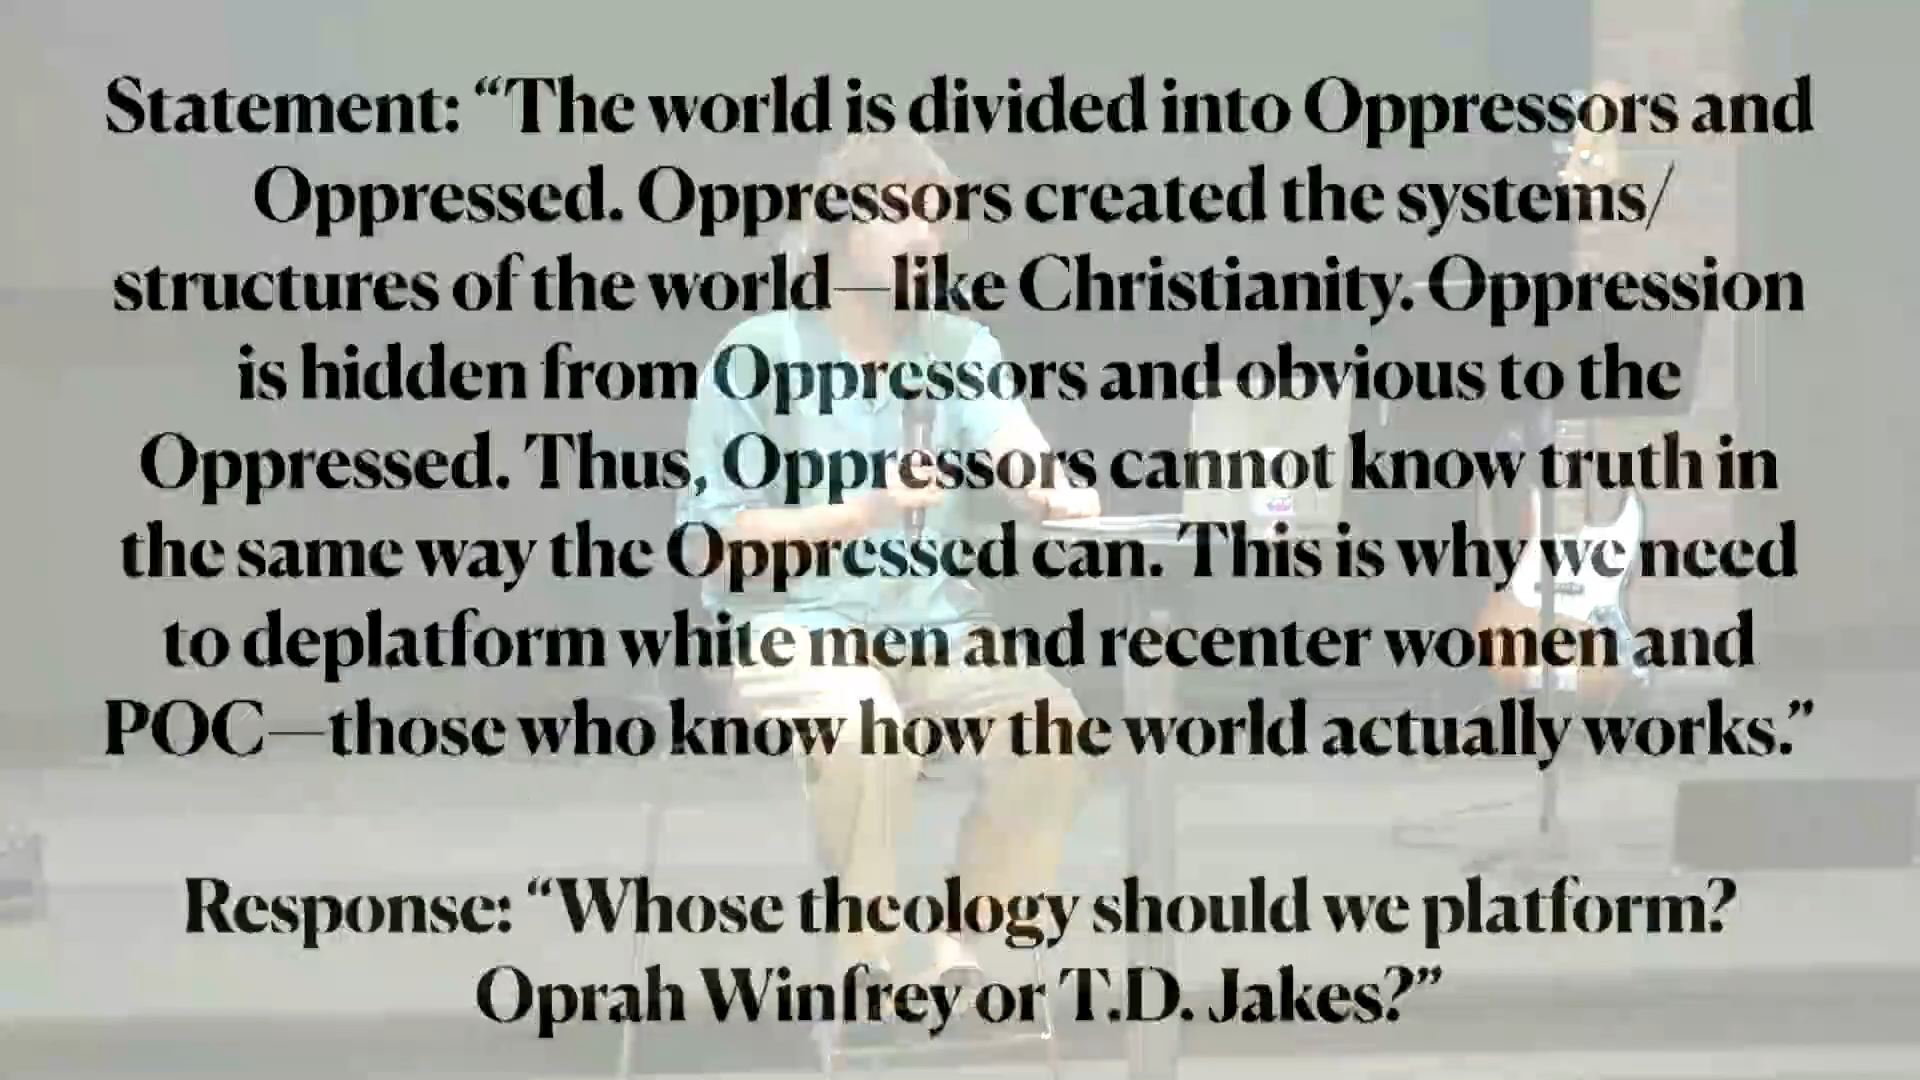 Statement: “The world is divided into Oppressors and
Oppressed. Oppressors created the systems/
structures of the world—like Christianity. Oppression
is hidden from Oppressors and obvious to the
Oppressed. Thus, Oppressors cannot know truth in
the same way the Oppressed can. This is why we need
to deplatform white men and recenter women and
POC—those who know how the world actually works.”
Response: “Whose theology should we platform?
Oprah Winfrey or T.D. Jakes?”